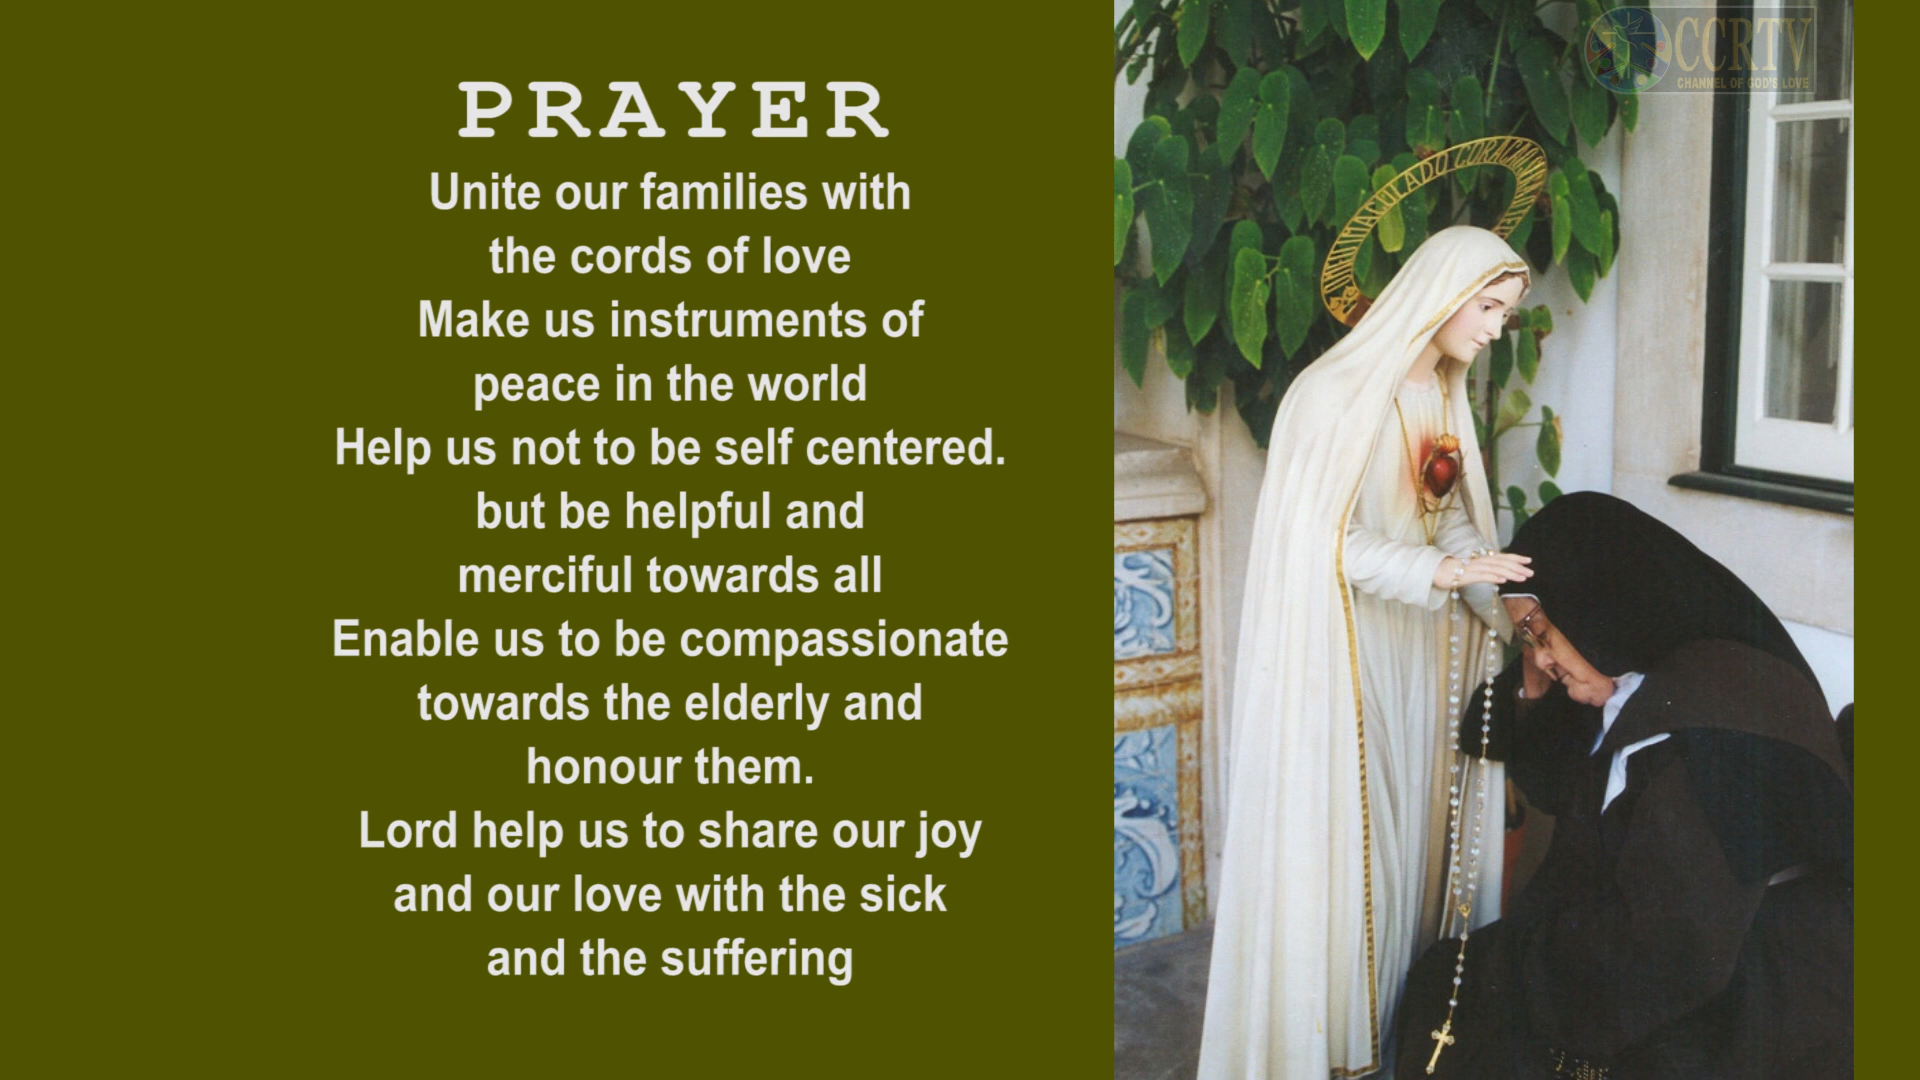 PRAYER
Unite our families with
the cords of love
Make us instruments of
peace in the world
Help us not to be self centered.
but be helpful and
merciful towards all
Enable us to be compassionate
towards the elderly and
honour them.
Lord help us to share our joy
and our love with the sick
and the suffering
CCRTV
CHANNEL OF GOD'S LOVE
IMACULADO CORAÇÃO